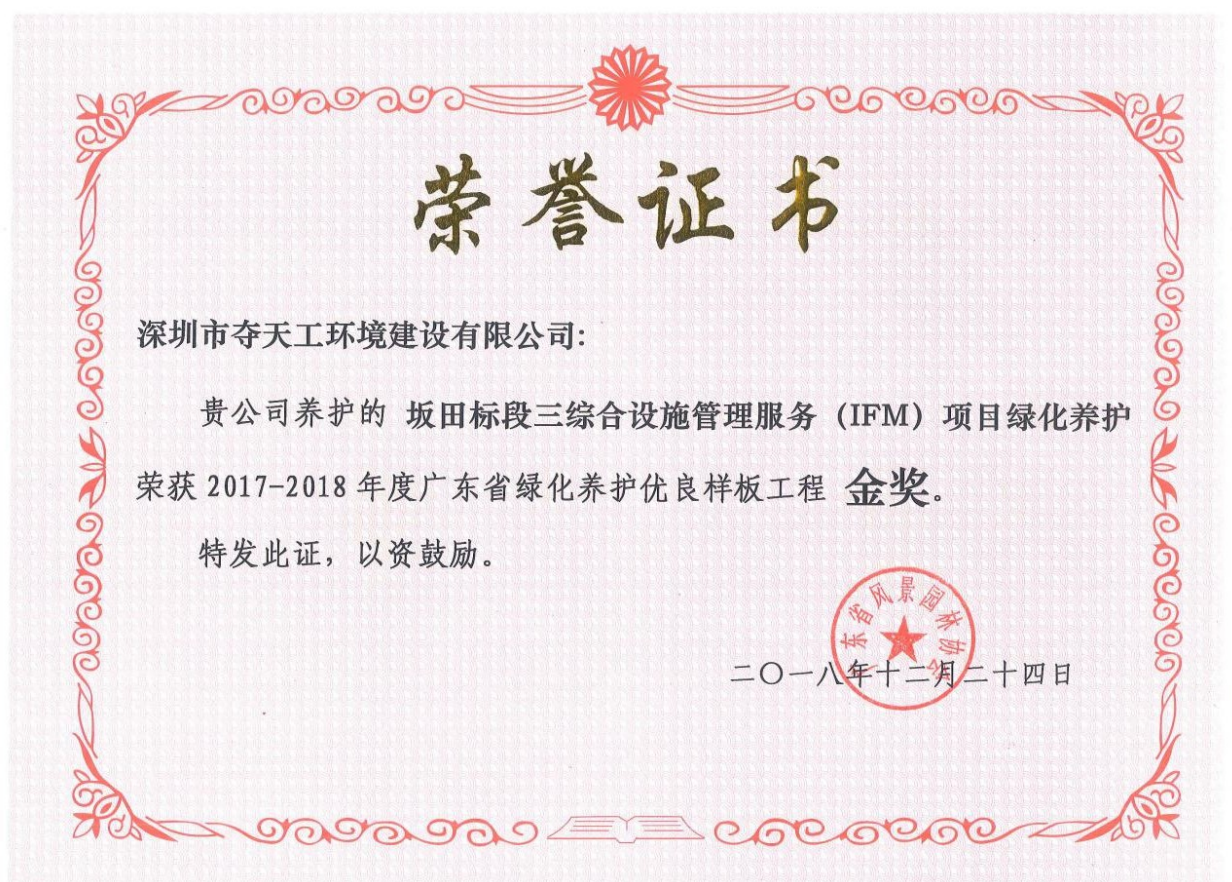 荣誉证书
深圳市夺天工环境建设有限公司:
贵公司养护的 坂田标段三综合设施管理服务（IFM）项目绿化养护
荣获 2017-2018 年度广东省绿化养护优良样板工程 金奖。
特发此证，以资鼓励。
广东省风景园林协会
二〇一八年十二月二十四日